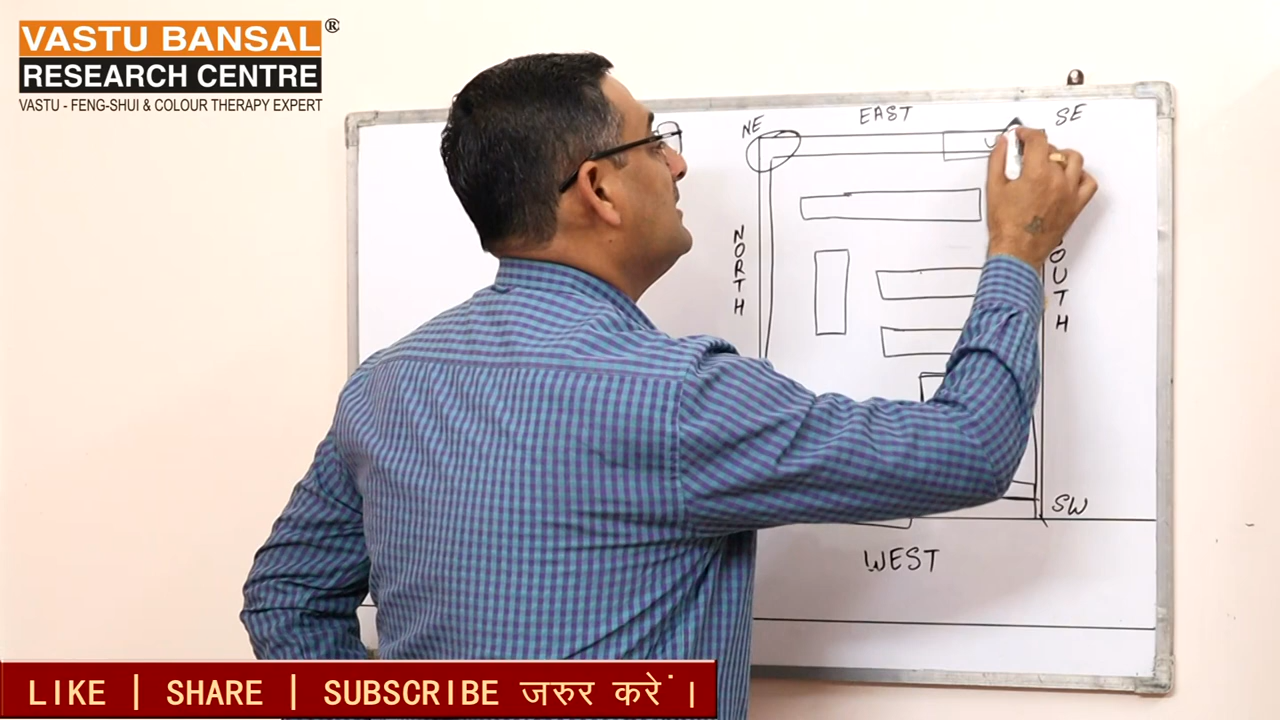 VASTU BANSAL ®
RESEARCH CENTRE
VASTU - FENG-SHUI & COLOUR THERAPY EXPERT
NE
EAST
SE
NORTH
OUTH
SW
WEST
LIKE | SHARE | SUBSCRIBE जरुर करें ।